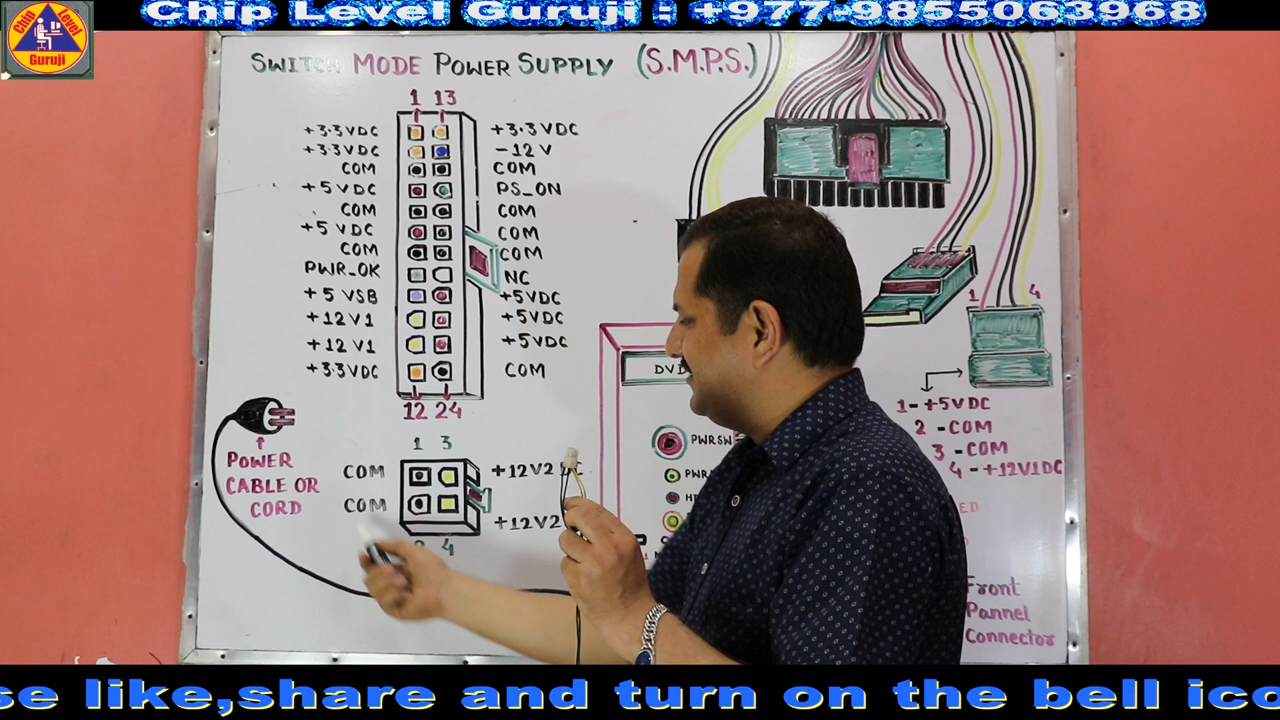 Chip Level Guruji : +977-9855063968
Chip Level
Guruji
SWITCH MODE POWER SUPPLY (S.M.P.S.)
1 13
+3.3VDC +3.3VDC
+3.3VDC -12V
COM COM
+5VDC PS_ON
COM COM
+5VDC COM
COM COM
PWR_OK NC
+5VSB +5VDC
+12V1 +5VDC
+12V1 +5VDC
+3.3VDC COM
12 24
1 3
COM +12V2
COM +12V2
4
POWER
CABLE OR
CORD
DVD
PWRSW
1 4
1-+5VDC
2-COM
3-COM
4-+12V1DC
Front
Pannel
Connector
se like,share and turn on the bell ico